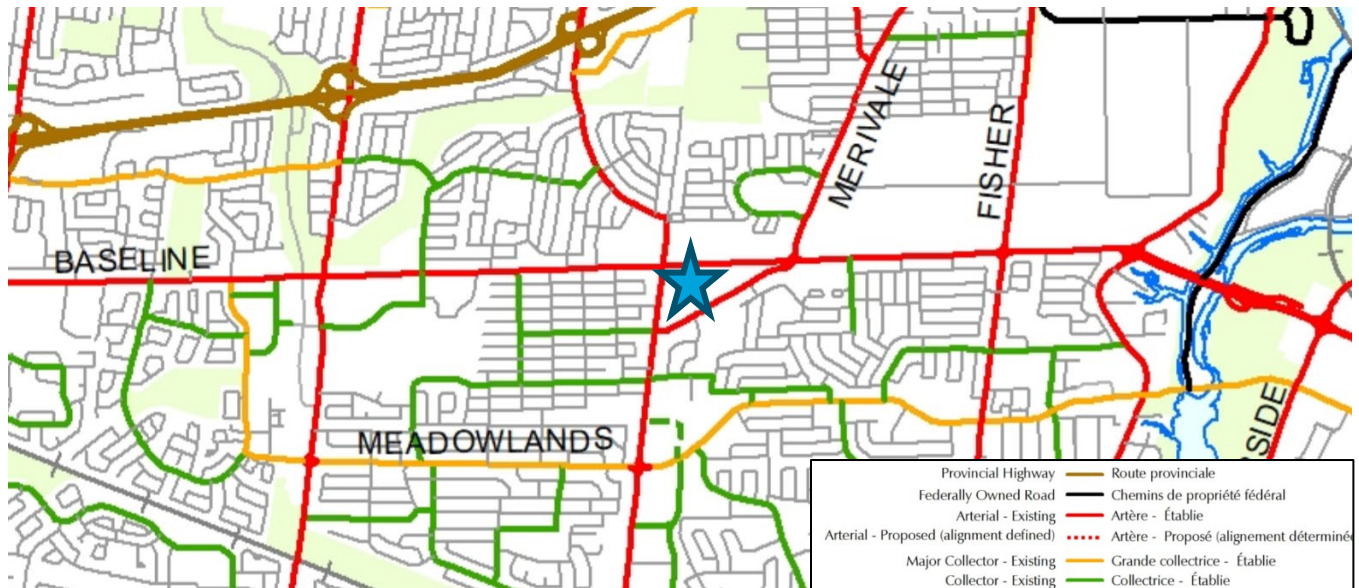 MERIVALE
FISHER
BASELINE
MEADOWLANDS
SIDE
Provincial Highway Route provinciale
Federally Owned Road Chemins de propriété fédéral
Arterial - Existing Artère - Établie
Arterial - Proposed (alignment defined) Artère - Proposé (alignement déterminé
Major Collector - Existing Grande collectrice - Établie
Collector - Existing Collectrice - Établie